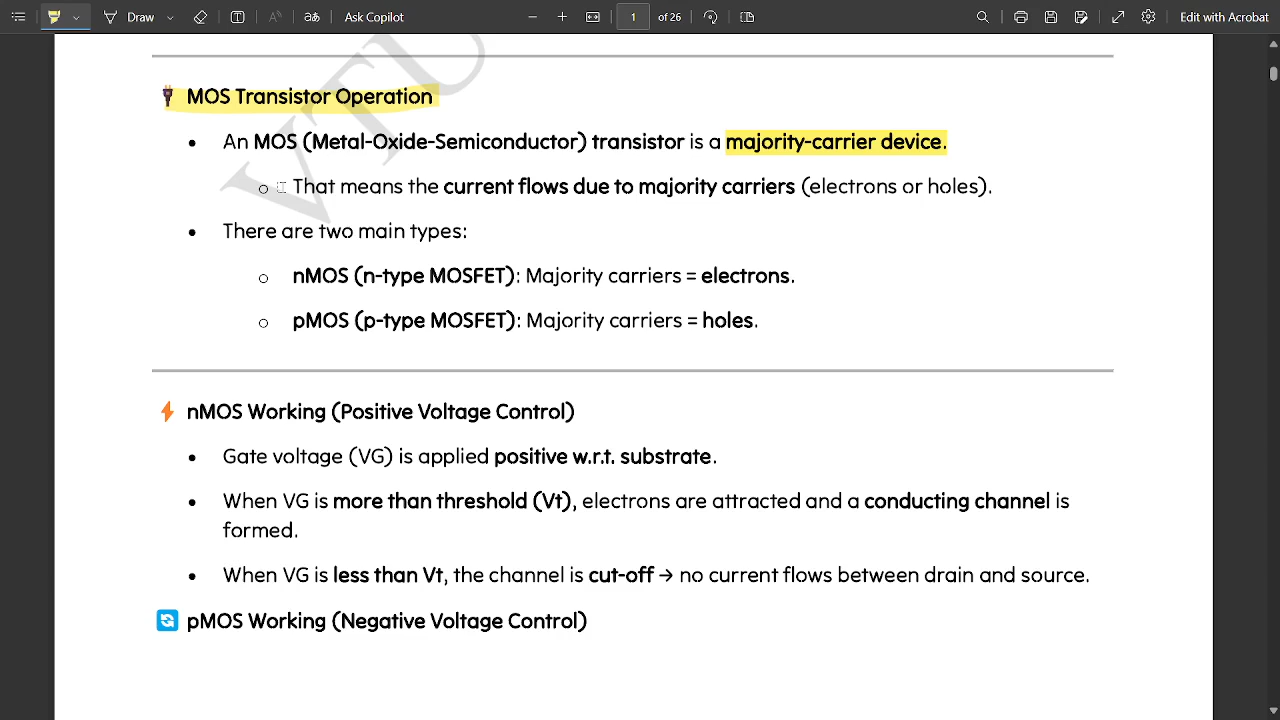 Draw
Ask Copilot
1 of 26
Edit with Acrobat
VTU
MOS Transistor Operation
• An MOS (Metal-Oxide-Semiconductor) transistor is a majority-carrier device.
o That means the current flows due to majority carriers (electrons or holes).
• There are two main types:
o nMOS (n-type MOSFET): Majority carriers = electrons.
o pMOS (p-type MOSFET): Majority carriers = holes.
nMOS Working (Positive Voltage Control)
• Gate voltage (VG) is applied positive w.r.t. substrate.
• When VG is more than threshold (Vt), electrons are attracted and a conducting channel is
formed.
• When VG is less than Vt, the channel is cut-off → no current flows between drain and source.
pMOS Working (Negative Voltage Control)